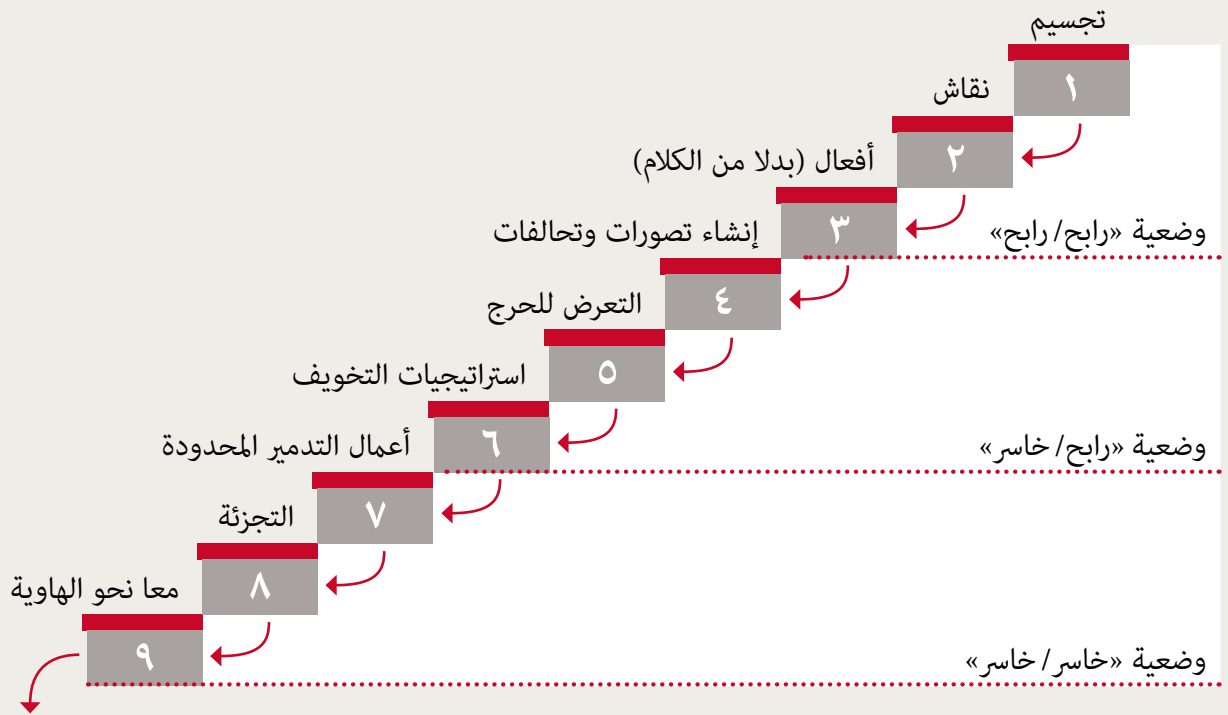 تجسيم
١
نقاش
٢
أفعال (بدلا من الكلام)
٣
وضعية «رابح/ رابح»
إنشاء تصورات وتحالفات
٤
التعرض للحرج
٥
استراتيجيات التخويف
٦
وضعية «رابح/ خاسر»
أعمال التدمير المحدودة
٧
التجزئة
٨
معا نحو الهاوية
٩
وضعية «خاسر/ خاسر»